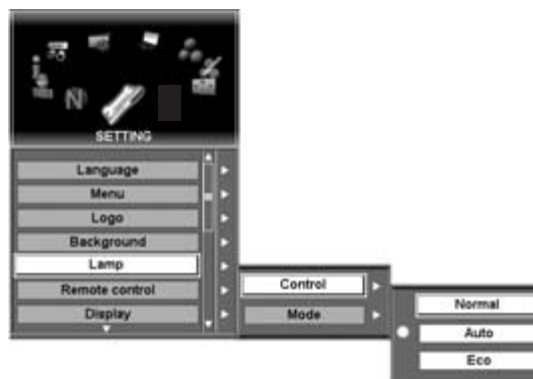 SETTING
Language
Menu
Logo
Background
Lamp
Remote control
Display
Control
Mode
Normal
Auto
Eco